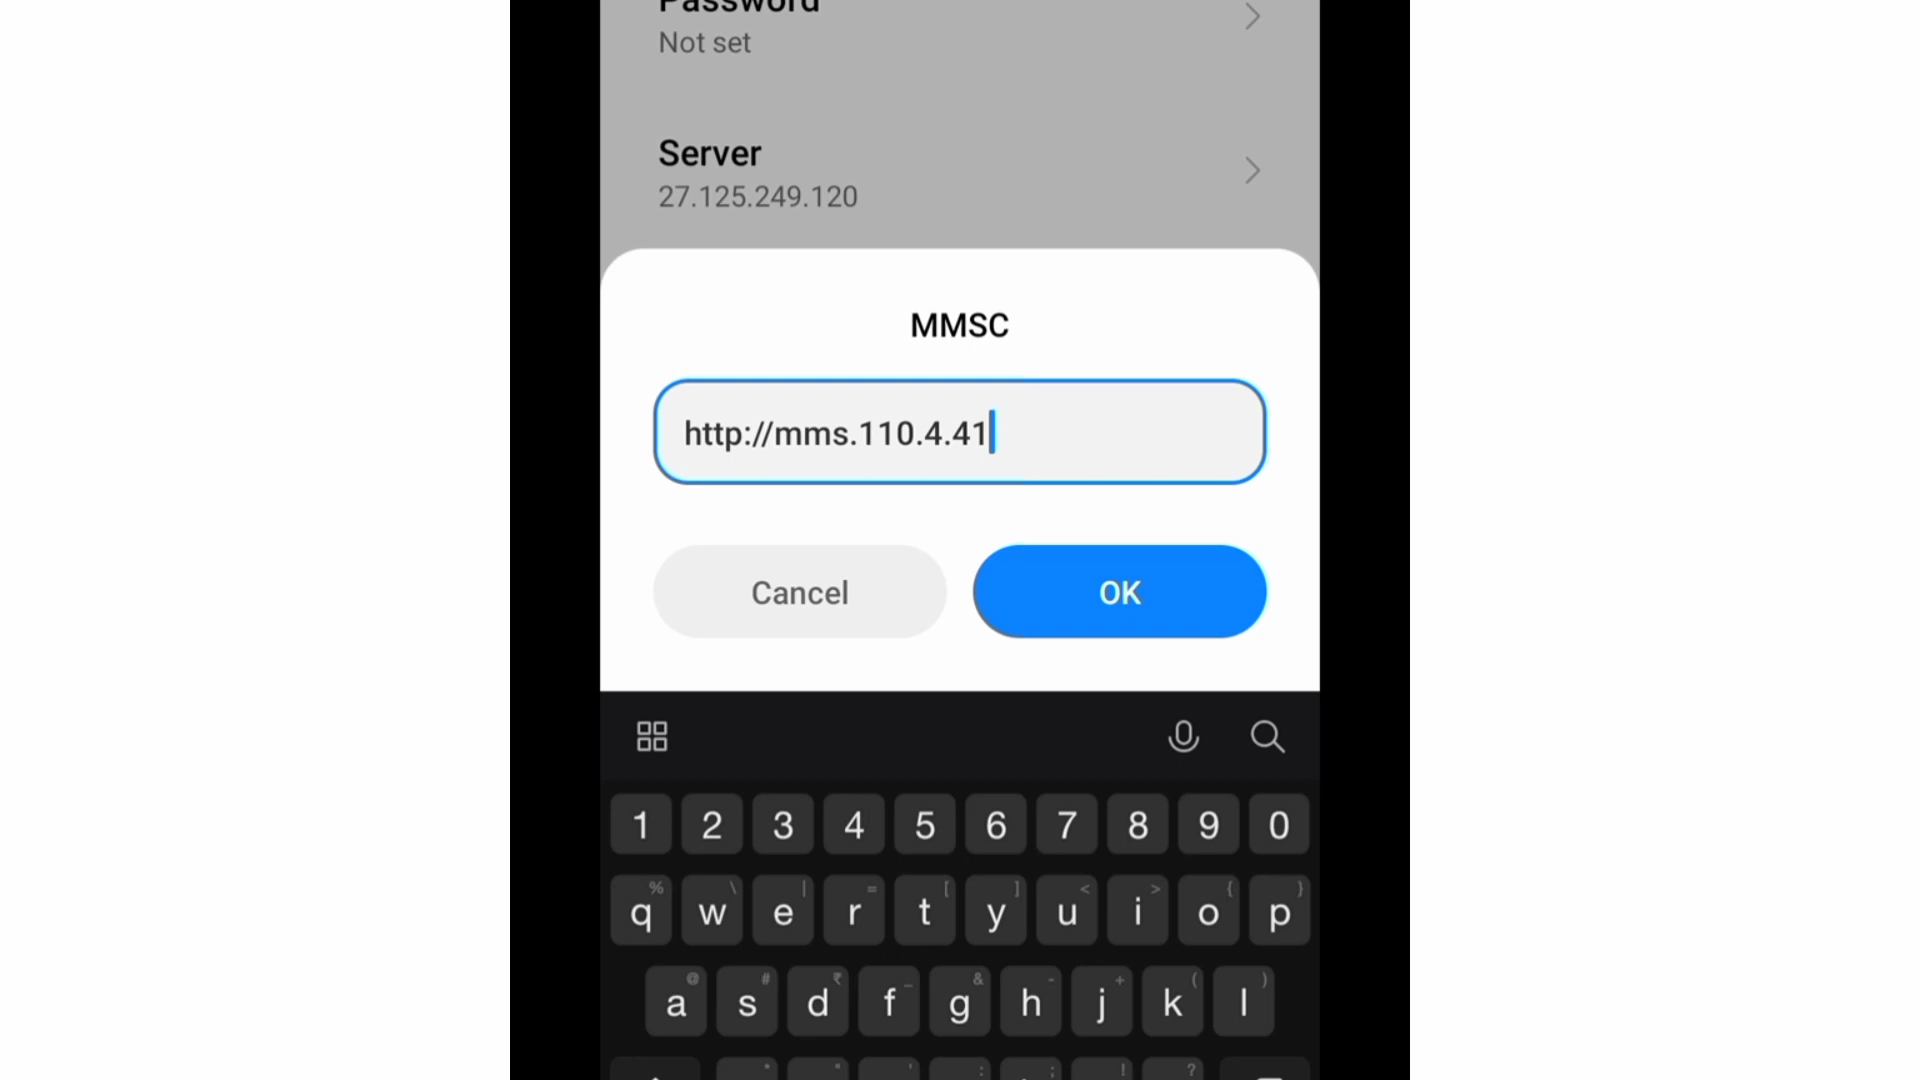 Password
Not set
Server
27.125.249.120
MMSC
http://mms.110.4.41
Cancel
OK
1 2 3 4 5 6 7 8 9 0
% \ | = [ ] < > { }
q w e r t y u i o p
@ # ₹ _ & - + ( )
a s d f g h j k l
* " ' : ; ! ?